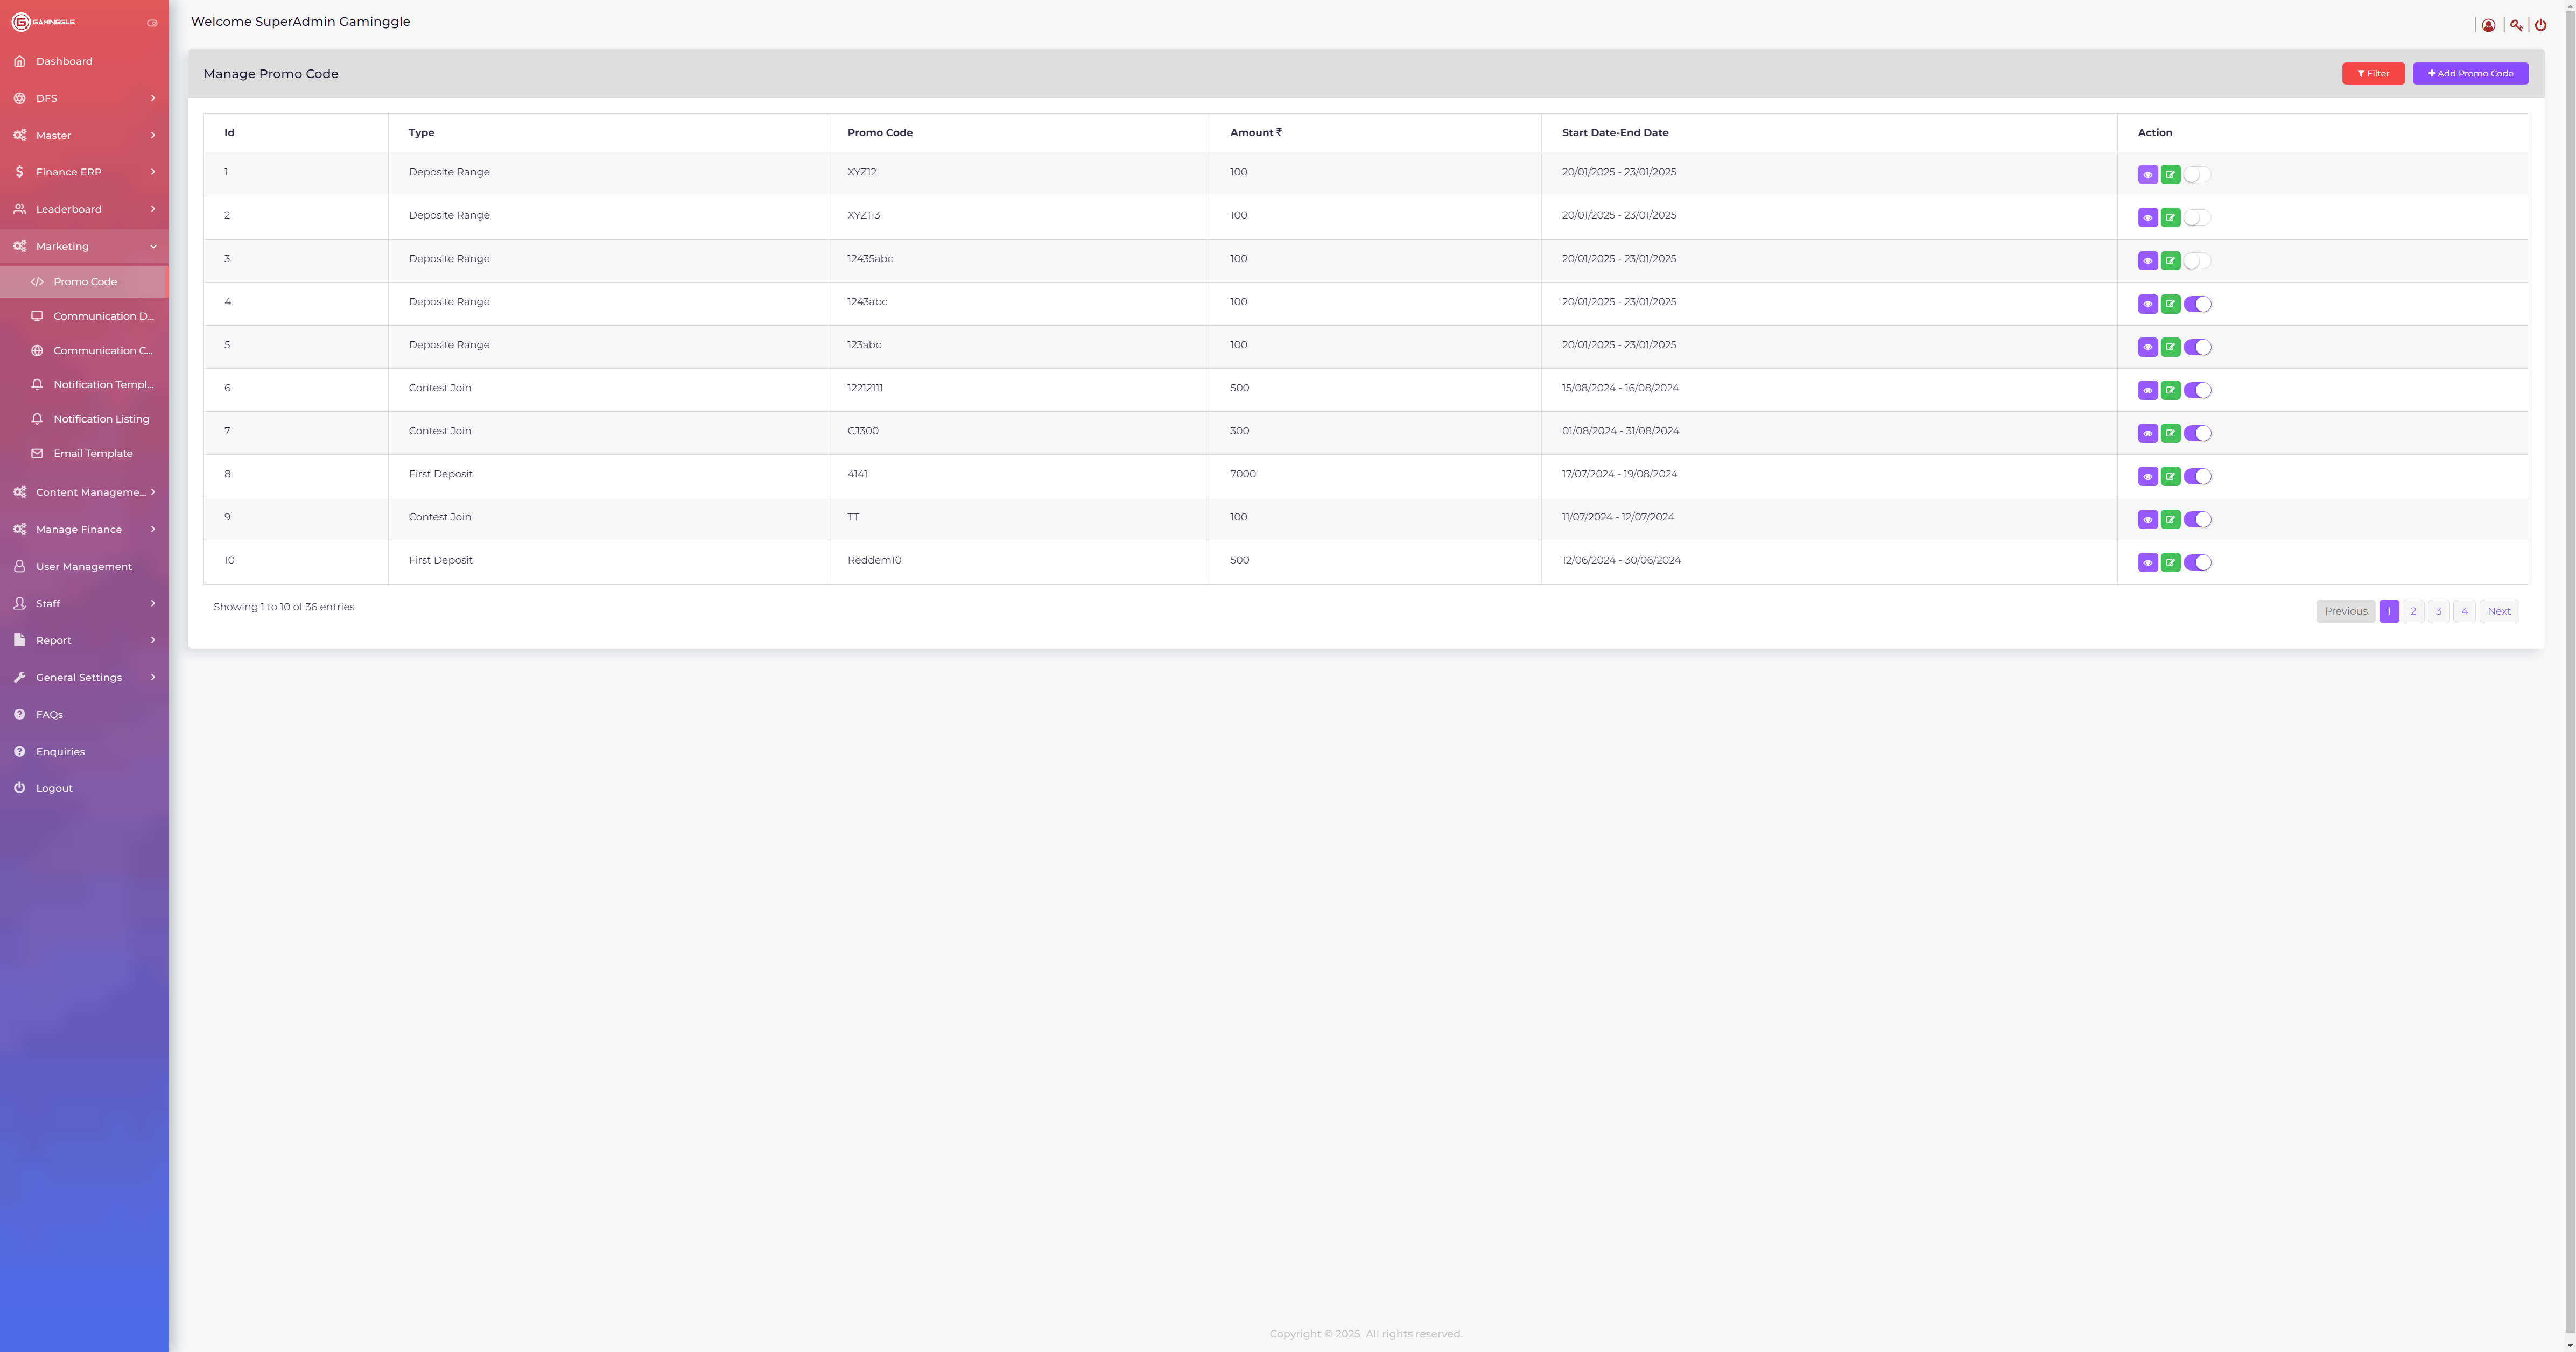 GAMINGGLE
Welcome SuperAdmin Gaminggle
Dashboard
DFS
Master
Finance ERP
Leaderboard
Marketing
Promo Code
Communication D...
Communication C...
Notification Templ...
Notification Listing
Email Template
Content Manageme...
Manage Finance
User Management
Staff
Report
General Settings
FAQs
Enquiries
Logout
Manage Promo Code
Filter
Add Promo Code
Id Type Promo Code Amount ₹ Start Date-End Date Action
1 Deposite Range XYZ12 100 20/01/2025 - 23/01/2025
2 Deposite Range XYZ113 100 20/01/2025 - 23/01/2025
3 Deposite Range 12435abc 100 20/01/2025 - 23/01/2025
4 Deposite Range 1243abc 100 20/01/2025 - 23/01/2025
5 Deposite Range 123abc 100 20/01/2025 - 23/01/2025
6 Contest Join 12212111 500 15/08/2024 - 16/08/2024
7 Contest Join CJ300 300 01/08/2024 - 31/08/2024
8 First Deposit 4141 7000 17/07/2024 - 19/08/2024
9 Contest Join TT 100 11/07/2024 - 12/07/2024
10 First Deposit Reddem10 500 12/06/2024 - 30/06/2024
Showing 1 to 10 of 36 entries
Previous 1 2 3 4 Next
Copyright © 2025 All rights reserved.